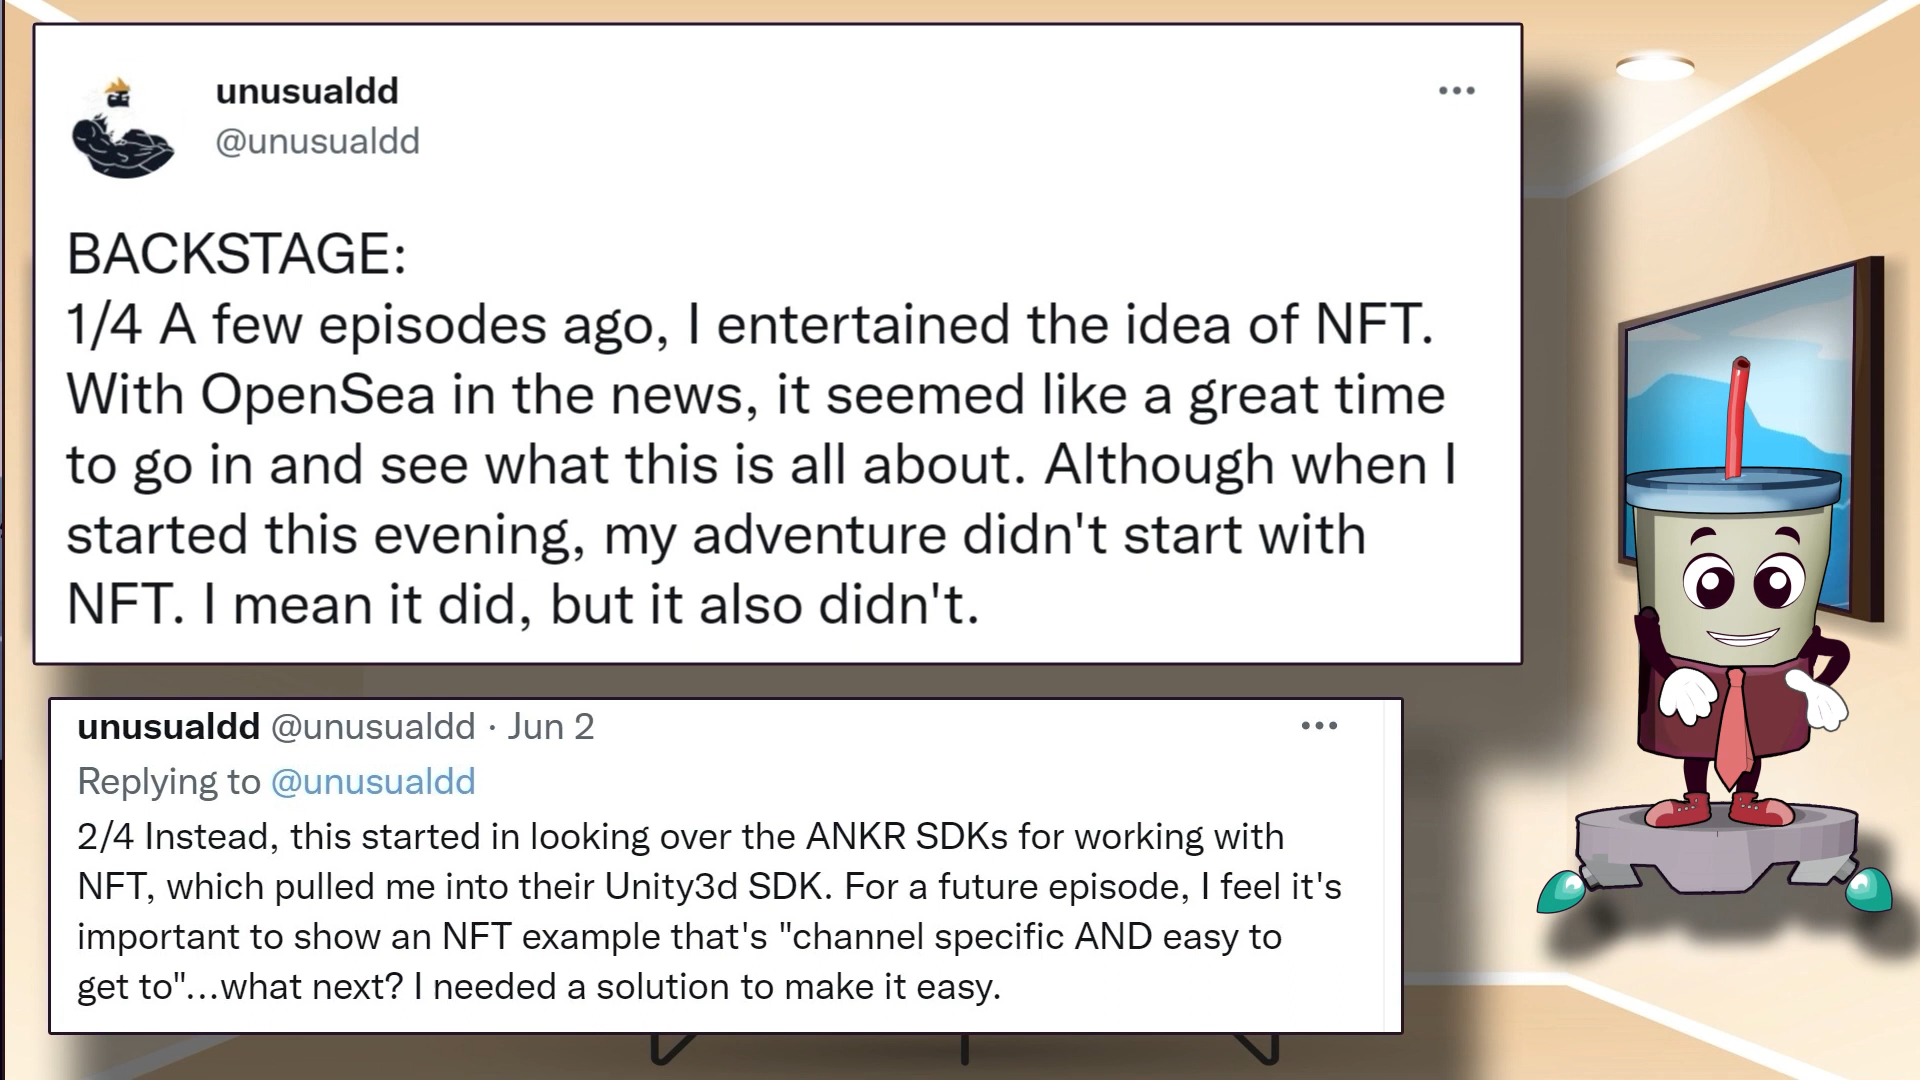 unusualdd
@unusualdd
BACKSTAGE:
1/4 A few episodes ago, I entertained the idea of NFT.
With OpenSea in the news, it seemed like a great time
to go in and see what this is all about. Although when I
started this evening, my adventure didn't start with
NFT. I mean it did, but it also didn't.
unusualdd @unusualdd · Jun 2
Replying to @unusualdd
2/4 Instead, this started in looking over the ANKR SDKs for working with
NFT, which pulled me into their Unity3d SDK. For a future episode, I feel it's
important to show an NFT example that's "channel specific AND easy to
get to"...what next? I needed a solution to make it easy.